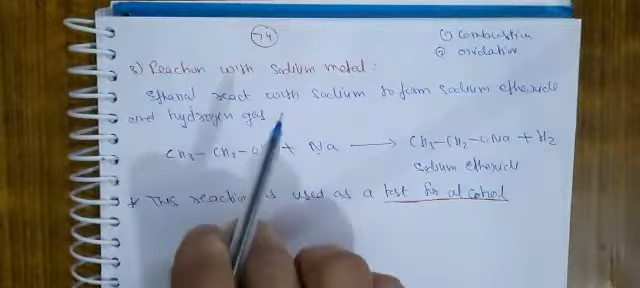 74
① Combustion
② oxidation
3) Reaction with Sodium metal:
Ethanol react with Sodium to form Sodium ethoxide
and hydrogen gas
CH3 - CH2 - O + Na → CH3-CH2-ONa + H2
Sodium ethoxide
* This reaction is used as a test for alcohol